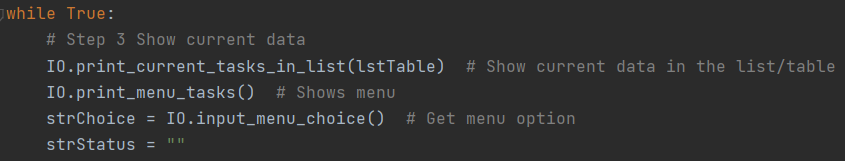 while True:
    # Step 3 Show current data
    IO.print_current_tasks_in_list(lstTable)  # Show current data in the list/table
    IO.print_menu_tasks()  # Shows menu
    strChoice = IO.input_menu_choice()  # Get menu option
    strStatus = ""